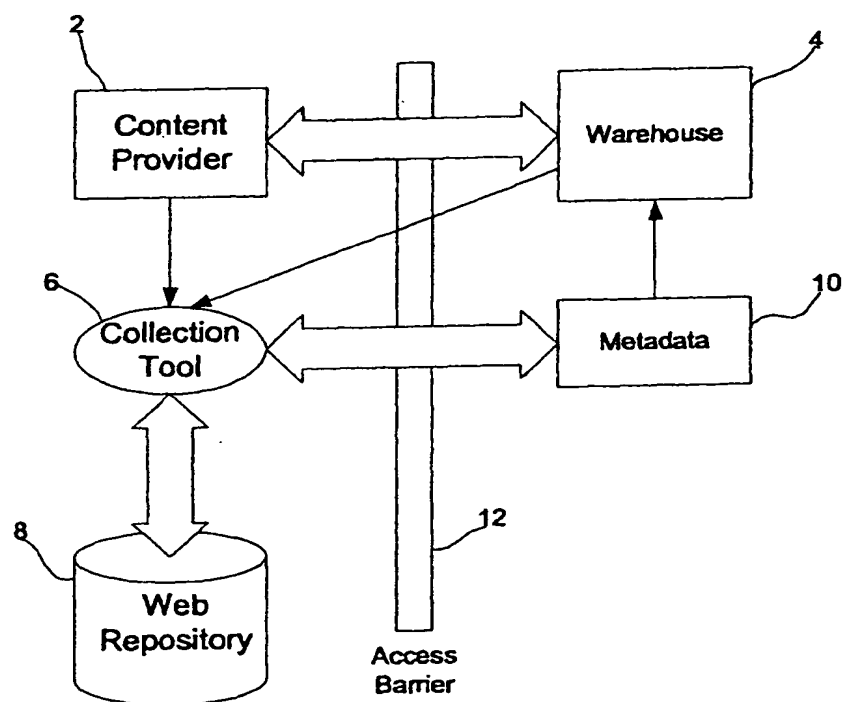 2
4
Content
Provider
Warehouse
6
10
Collection
Tool
Metadata
8
12
Web
Repository
Access
Barrier